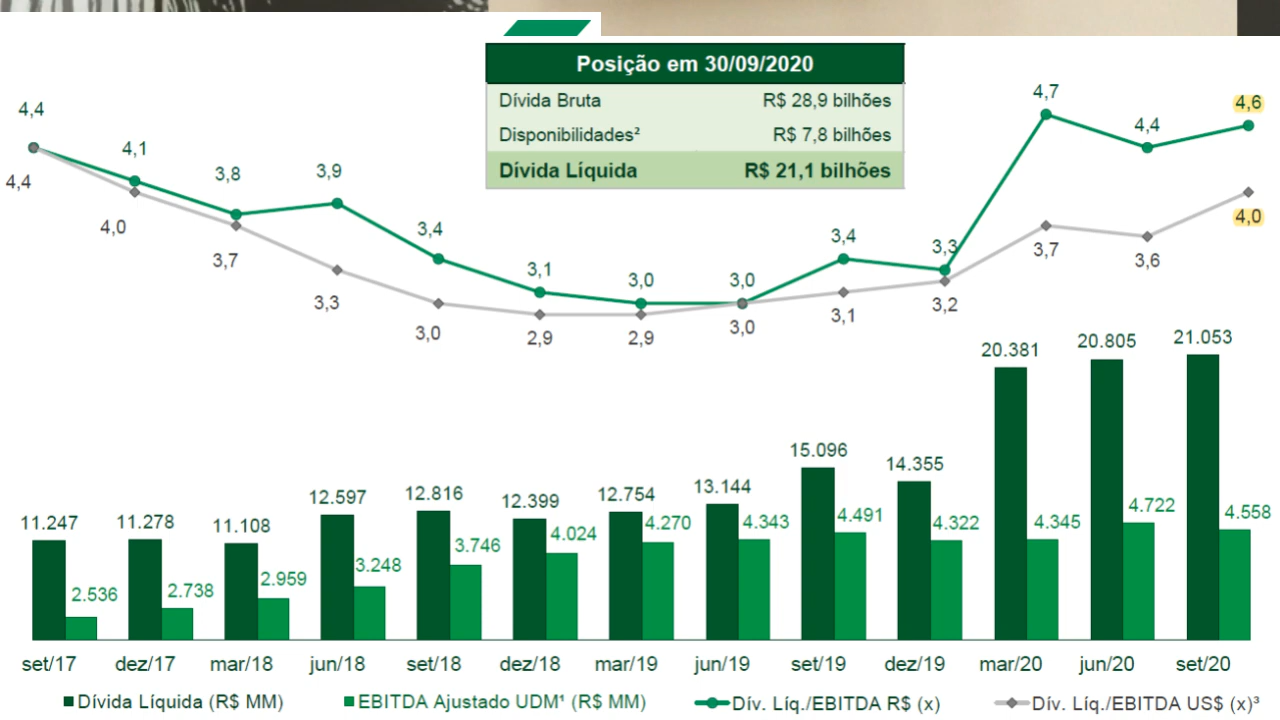 Posição em 30/09/2020
Dívida Bruta R$ 28,9 bilhões
Disponibilidades² R$ 7,8 bilhões
Dívida Líquida R$ 21,1 bilhões
4,4 4,1 3,8 3,9 3,4 3,1 3,0 3,0 3,4 3,3 4,7 4,4 4,6
4,4 4,0 3,7 3,3 3,0 2,9 2,9 3,0 3,1 3,2 3,7 3,6 4,0
11.247 11.278 11.108 12.597 12.816 12.399 12.754 13.144 15.096 14.355 20.381 20.805 21.053
2.536 2.738 2.959 3.248 3.746 4.024 4.270 4.343 4.491 4.322 4.345 4.722 4.558
set/17 dez/17 mar/18 jun/18 set/18 dez/18 mar/19 jun/19 set/19 dez/19 mar/20 jun/20 set/20
Dívida Líquida (R$ MM) EBITDA Ajustado UDM¹ (R$ MM) Dív. Líq./EBITDA R$ (x) Dív. Líq./EBITDA US$ (x)³